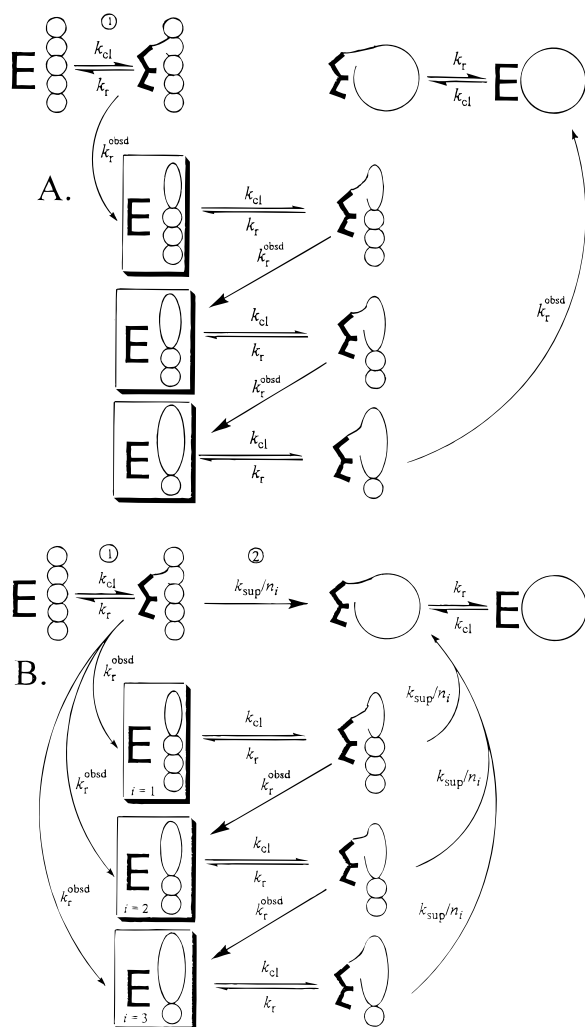 ①
k_cl
k_r
E
k_r
k_cl
E
k_r^obsd
A.
E
k_cl
k_r
k_r^obsd
E
k_cl
k_r
k_r^obsd
k_r^obsd
E
k_cl
k_r
①
②
E
k_cl
k_r
k_sup/n_i
k_r
k_cl
E
B.
k_r^obsd
E
i = 1
k_cl
k_r
k_sup/n_i
k_r^obsd
k_r^obsd
E
i = 2
k_cl
k_r
k_sup/n_i
k_r^obsd
k_r^obsd
k_sup/n_i
E
i = 3
k_cl
k_r